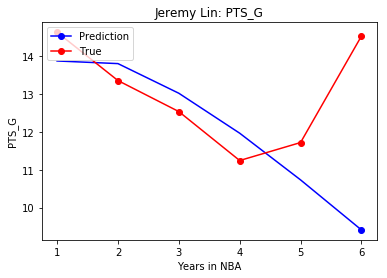 Jeremy Lin: PTS_G
Prediction
True
14
13
12
11
10
PTS_G
1 2 3 4 5 6
Years in NBA